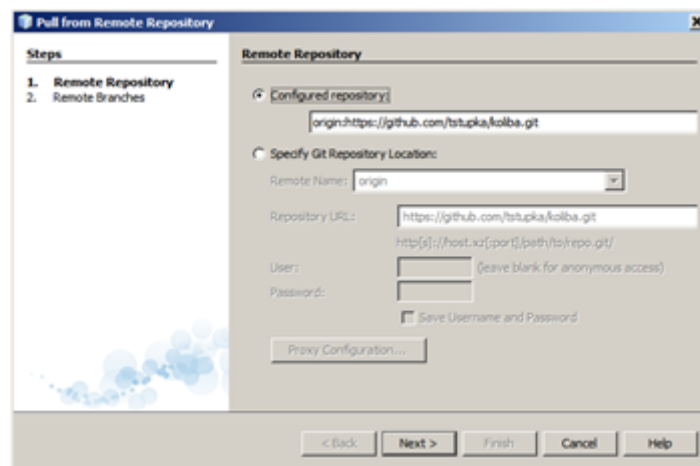 Pull from Remote Repository
Steps
1. Remote Repository
2. Remote Branches
Remote Repository
Configured repository:
origin:https://github.com/tstupka/koliba.git
Specify Git Repository Location:
Remote Name: origin
Repository URL: https://github.com/tstupka/koliba.git
http[s]://host.xz[:port]/path/to/repo.git/
User: (leave blank for anonymous access)
Password:
Save Username and Password
Proxy Configuration...
< Back Next > Finish Cancel Help